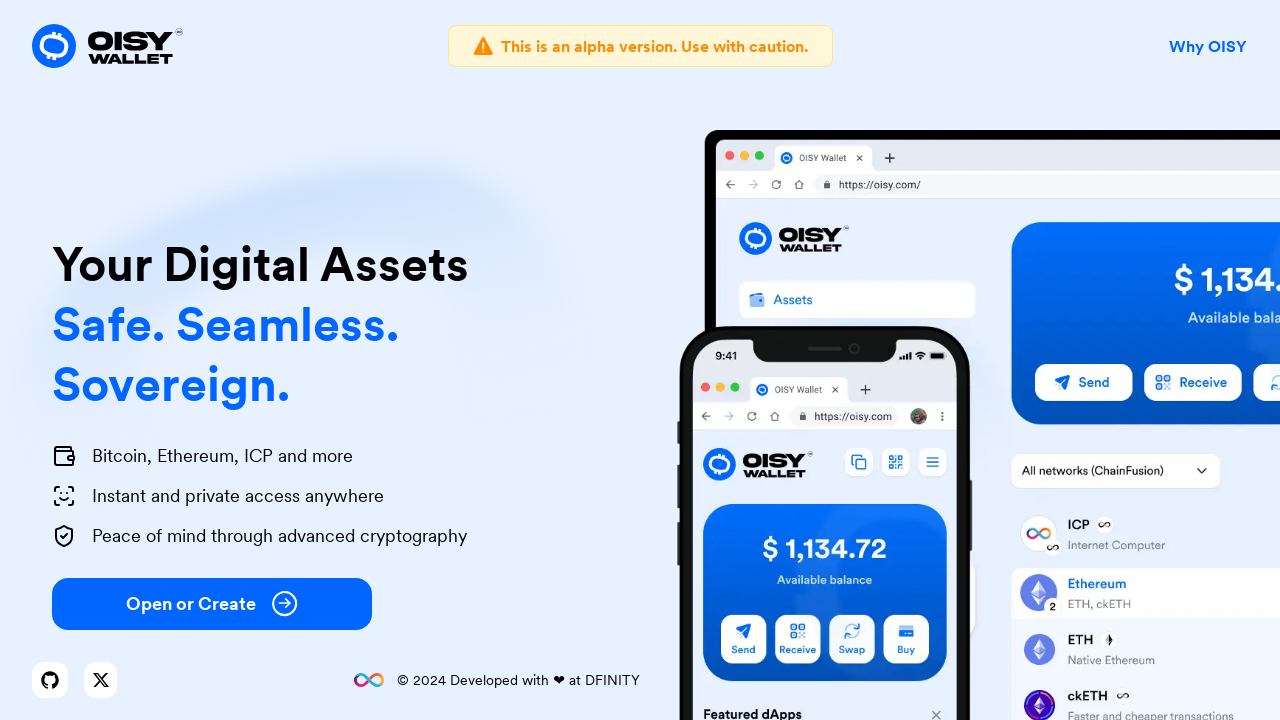 OISY
WALLET
This is an alpha version. Use with caution.
Why OISY
Your Digital Assets
Safe. Seamless.
Sovereign.
Bitcoin, Ethereum, ICP and more
Instant and private access anywhere
Peace of mind through advanced cryptography
Open or Create
© 2024 Developed with ❤ at DFINITY
OISY Wallet
https://oisy.com/
OISY
WALLET
Assets
$ 1,134.
Available bala
Send
Receive
All networks (ChainFusion)
ICP
Internet Computer
Ethereum
ETH, ckETH
2
ETH
Native Ethereum
ckETH
Faster and cheaper transactions
9:41
OISY Wallet
https://oisy.com
OISY
WALLET
$ 1,134.72
Available balance
Send
Receive
Swap
Buy
Featured dApps